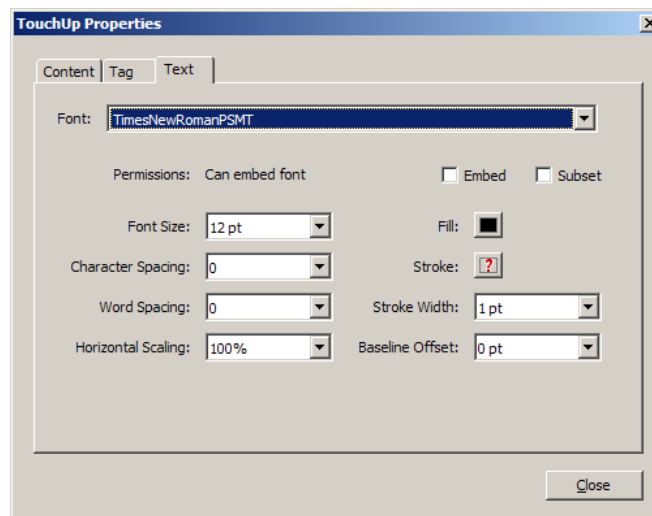 TouchUp Properties
Content Tag Text
Font: TimesNewRomanPSMT
Permissions: Can embed font Embed Subset
Font Size: 12 pt Fill:
Character Spacing: 0 Stroke: ?
Word Spacing: 0 Stroke Width: 1 pt
Horizontal Scaling: 100% Baseline Offset: 0 pt
Close